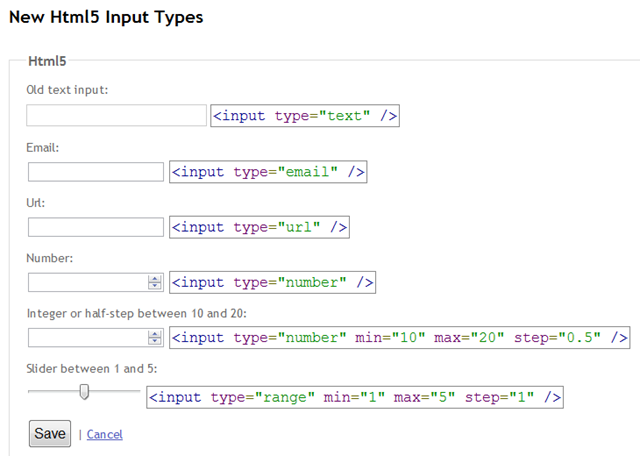 New Html5 Input Types
Html5
Old text input:
<input type="text" />
Email:
<input type="email" />
Url:
<input type="url" />
Number:
<input type="number" />
Integer or half-step between 10 and 20:
<input type="number" min="10" max="20" step="0.5" />
Slider between 1 and 5:
<input type="range" min="1" max="5" step="1" />
Save | Cancel